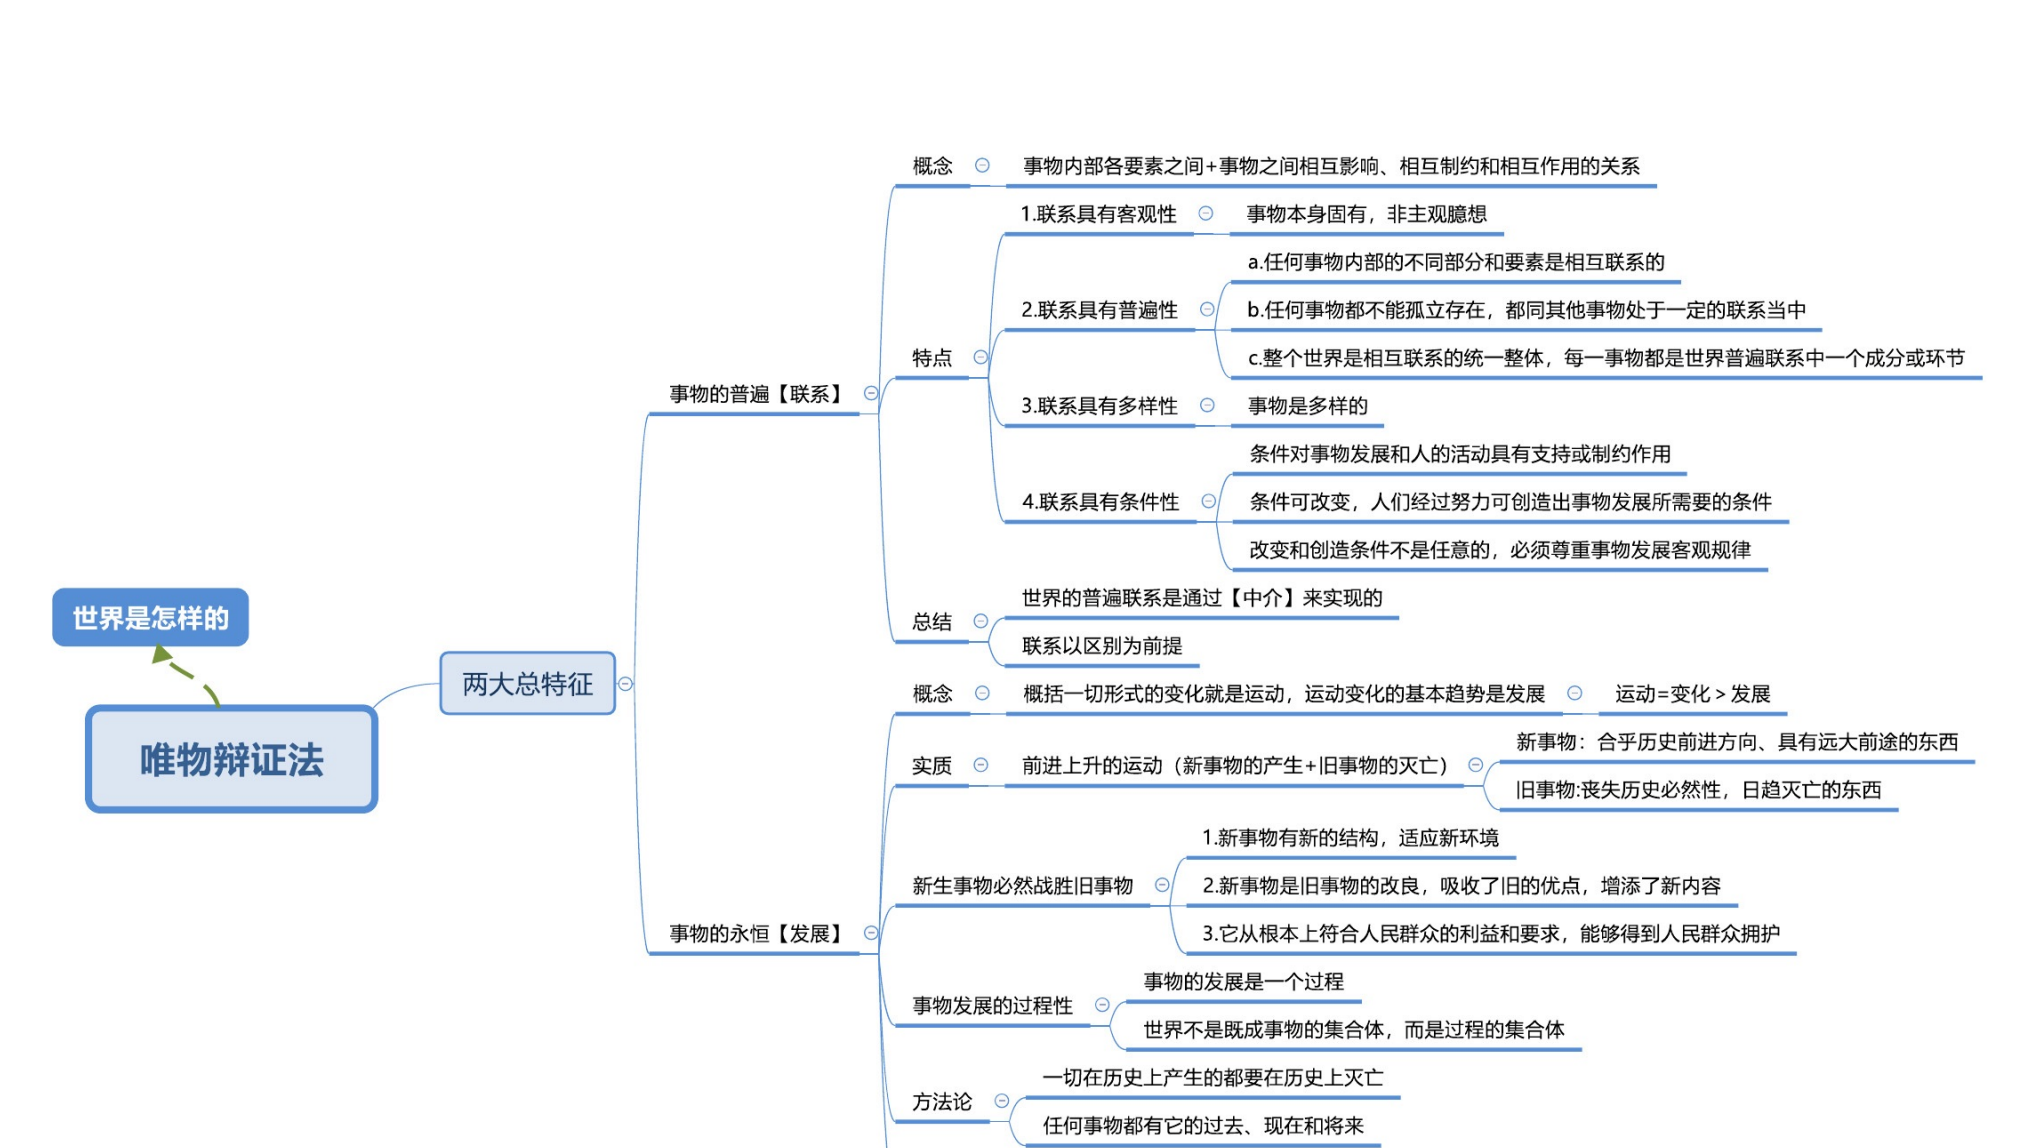 世界是怎样的
唯物辩证法
两大总特征
事物的普遍【联系】
概念
事物内部各要素之间+事物之间相互影响、相互制约和相互作用的关系
特点
1.联系具有客观性
事物本身固有，非主观臆想
2.联系具有普遍性
a.任何事物内部的不同部分和要素是相互联系的
b.任何事物都不能孤立存在，都同其他事物处于一定的联系当中
c.整个世界是相互联系的统一整体，每一事物都是世界普遍联系中一个成分或环节
3.联系具有多样性
事物是多样的
4.联系具有条件性
条件对事物发展和人的活动具有支持或制约作用
条件可改变，人们经过努力可创造出事物发展所需要的条件
改变和创造条件不是任意的，必须尊重事物发展客观规律
总结
世界的普遍联系是通过【中介】来实现的
联系以区别为前提
事物的永恒【发展】
概念
概括一切形式的变化就是运动，运动变化的基本趋势是发展
运动=变化＞发展
实质
前进上升的运动（新事物的产生+旧事物的灭亡）
新事物：合乎历史前进方向、具有远大前途的东西
旧事物:丧失历史必然性，日趋灭亡的东西
新生事物必然战胜旧事物
1.新事物有新的结构，适应新环境
2.新事物是旧事物的改良，吸收了旧的优点，增添了新内容
3.它从根本上符合人民群众的利益和要求，能够得到人民群众拥护
事物发展的过程性
事物的发展是一个过程
世界不是既成事物的集合体，而是过程的集合体
方法论
一切在历史上产生的都要在历史上灭亡
任何事物都有它的过去、现在和将来